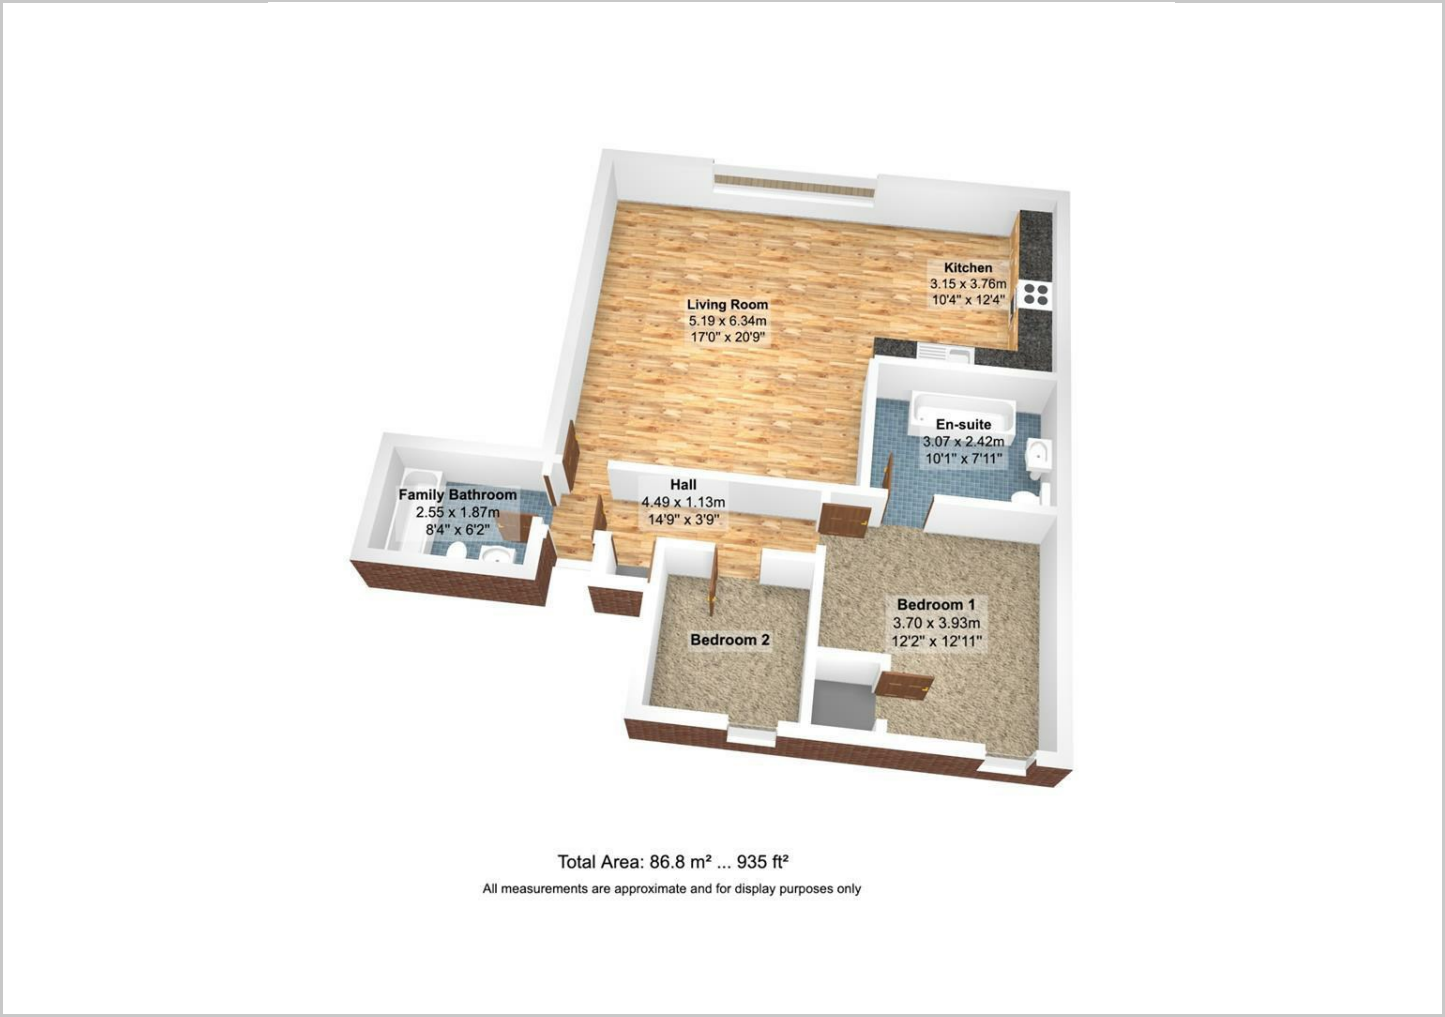 Kitchen
3.15 x 3.76m
10'4" x 12'4"
Living Room
5.19 x 6.34m
17'0" x 20'9"
En-suite
3.07 x 2.42m
10'1" x 7'11"
Hall
4.49 x 1.13m
14'9" x 3'9"
Family Bathroom
2.55 x 1.87m
8'4" x 6'2"
Bedroom 1
3.70 x 3.93m
12'2" x 12'11"
Bedroom 2
Total Area: 86.8 m² ... 935 ft²
All measurements are approximate and for display purposes only